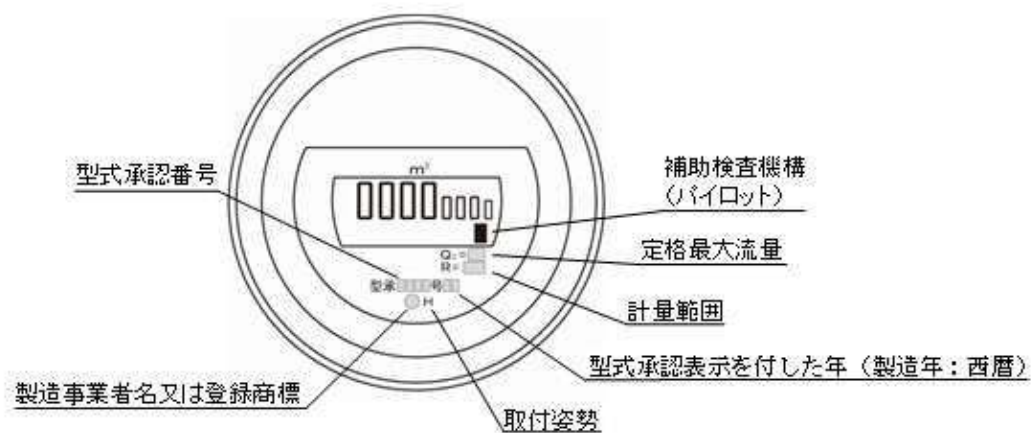 m³
型式承認番号
補助検査機構
（パイロット）
0000 0000
Q₃=
定格最大流量
R=
型承 号
H
計量範囲
型式承認表示を付した年（製造年：西暦）
製造事業者名又は登録商標
取付姿勢